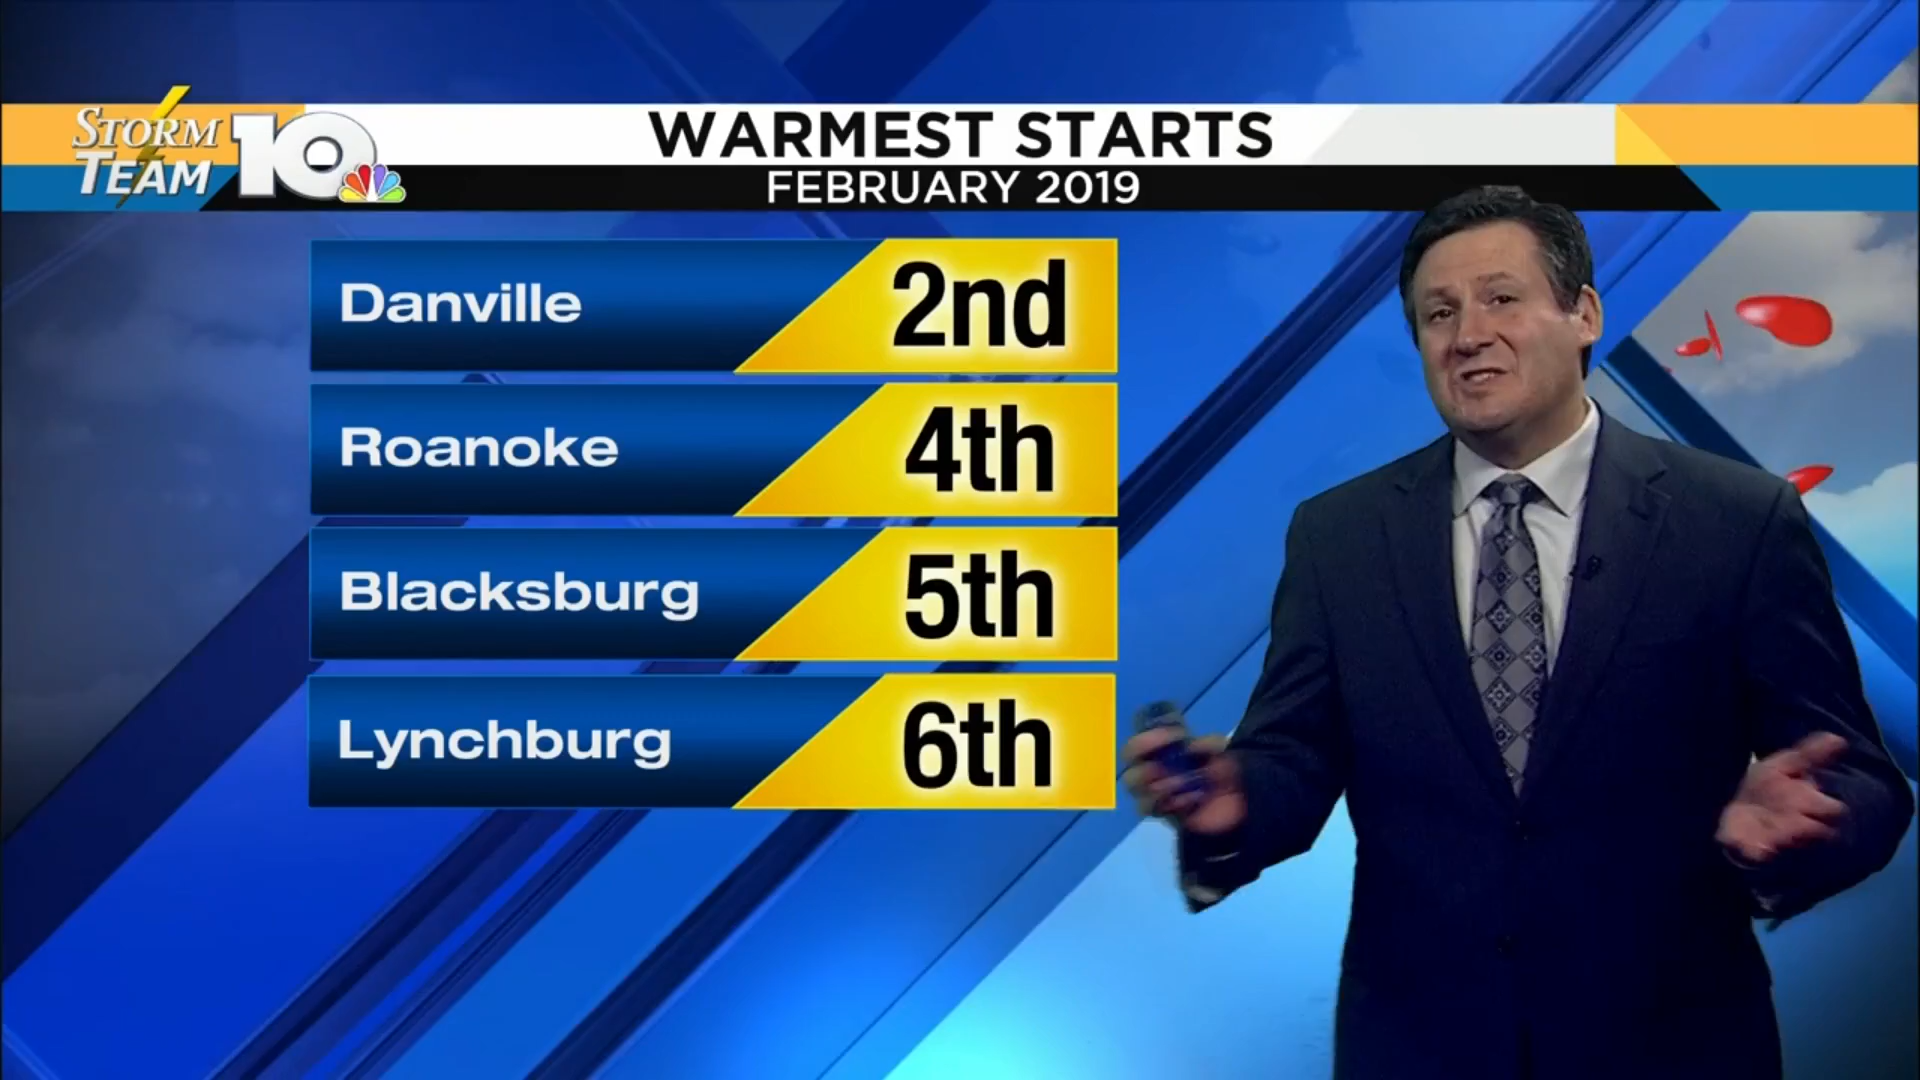 STORM
TEAM 10
WARMEST STARTS
FEBRUARY 2019
Danville 2nd
Roanoke 4th
Blacksburg 5th
Lynchburg 6th